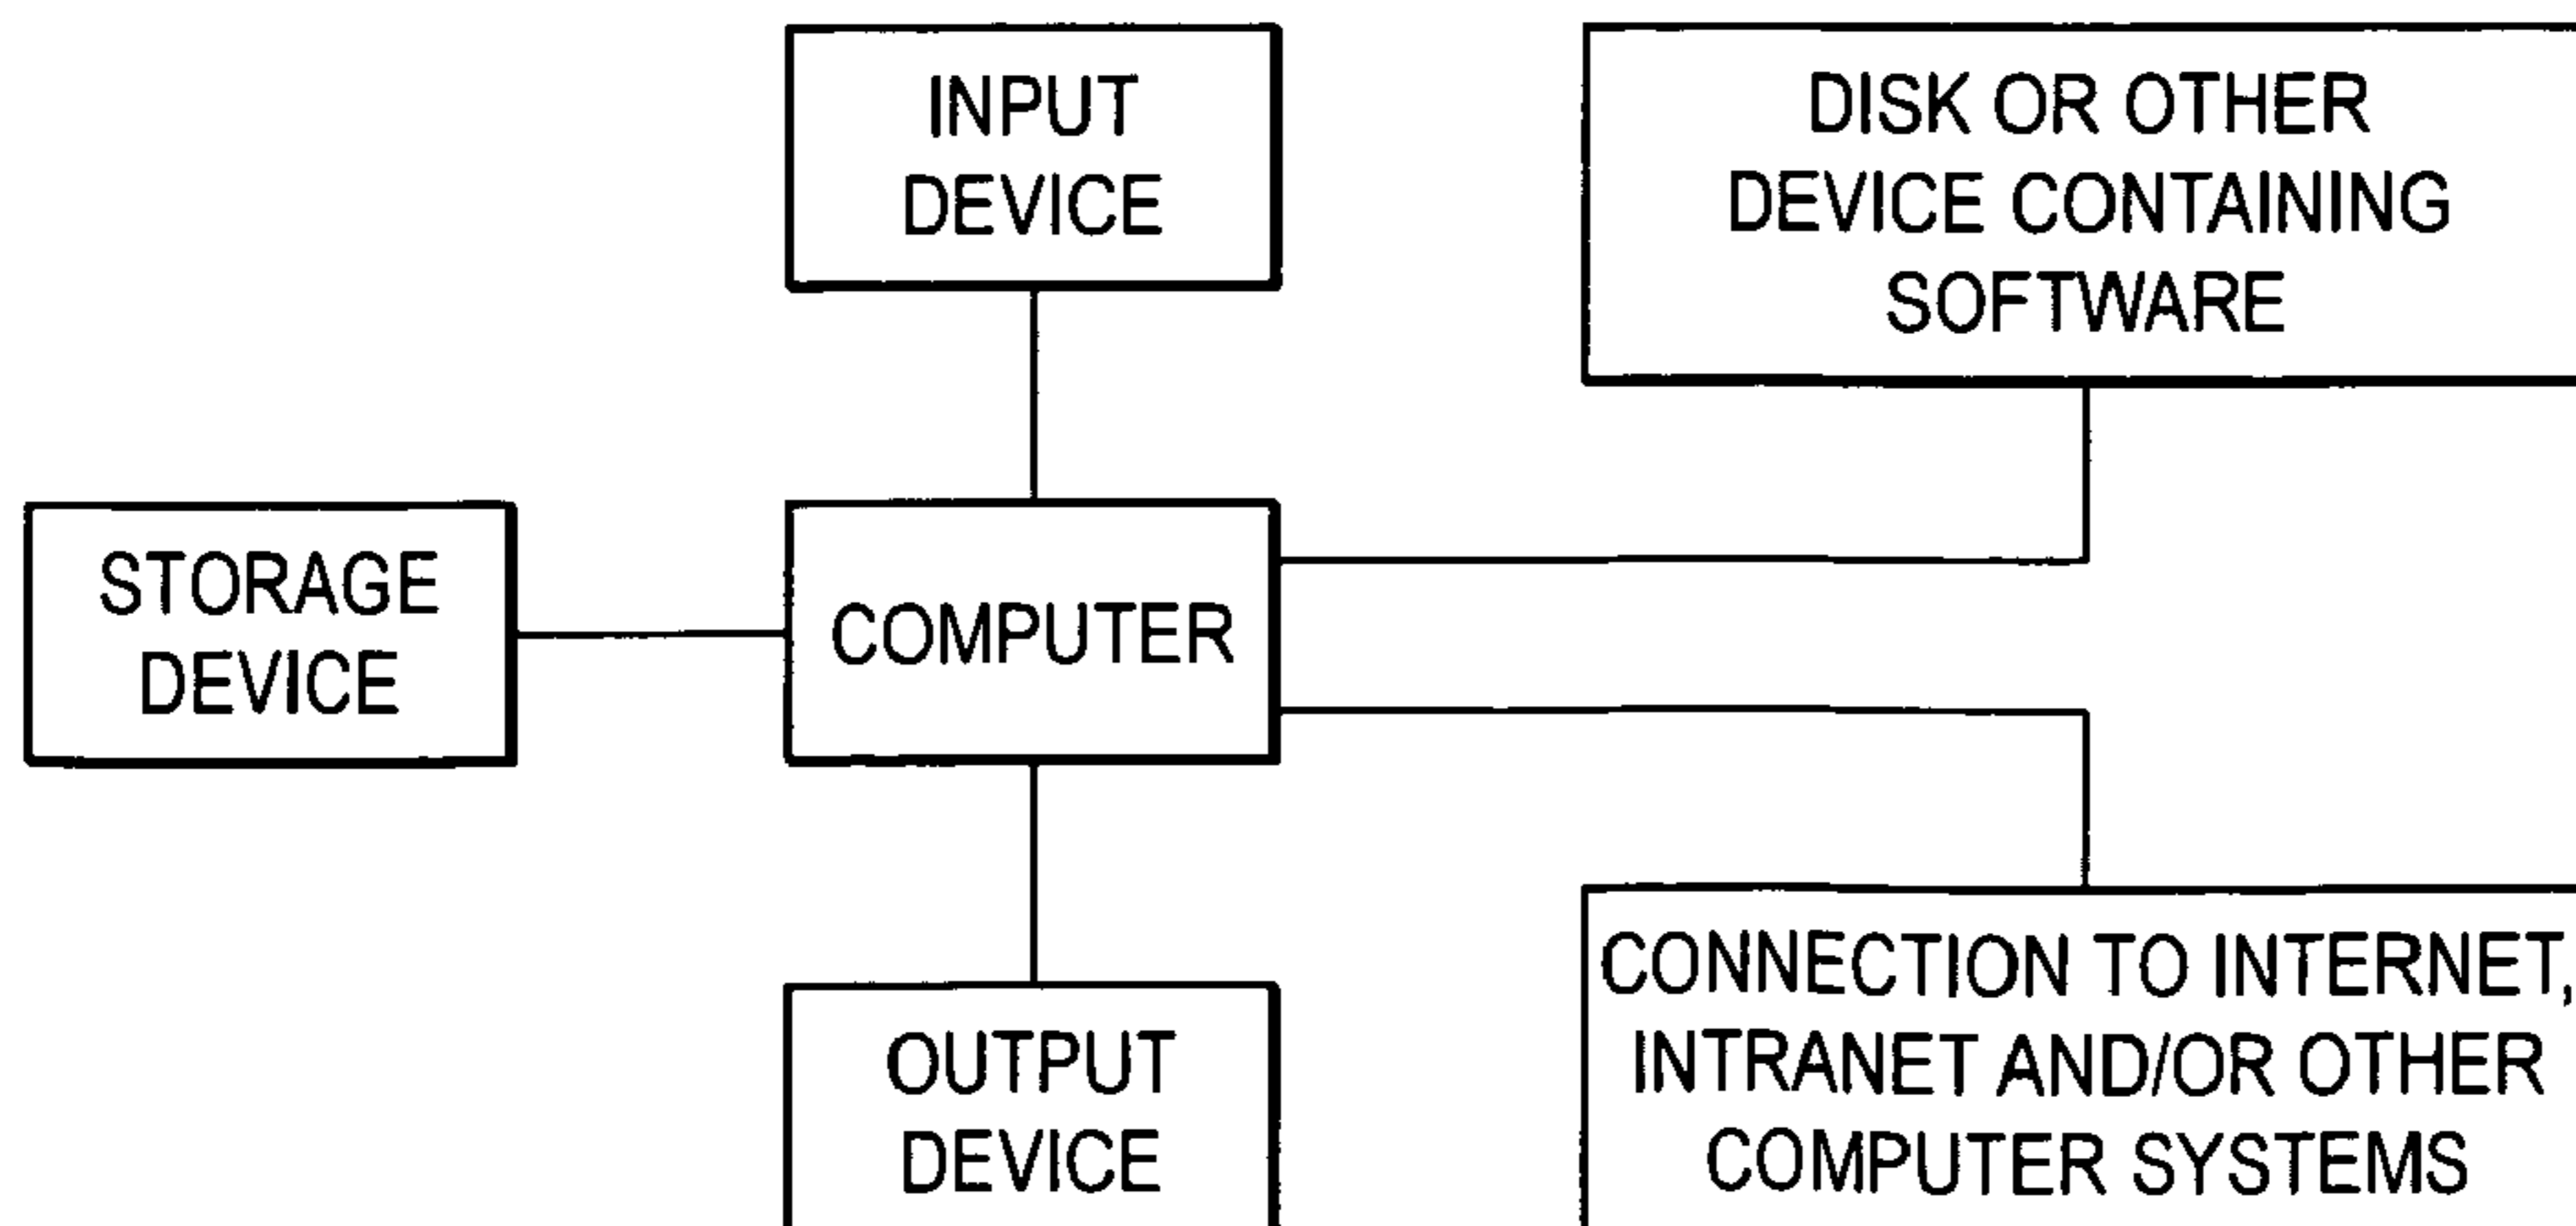 INPUT
DEVICE
DISK OR OTHER
DEVICE CONTAINING
SOFTWARE
STORAGE
DEVICE
COMPUTER
OUTPUT
DEVICE
CONNECTION TO INTERNET,
INTRANET AND/OR OTHER
COMPUTER SYSTEMS